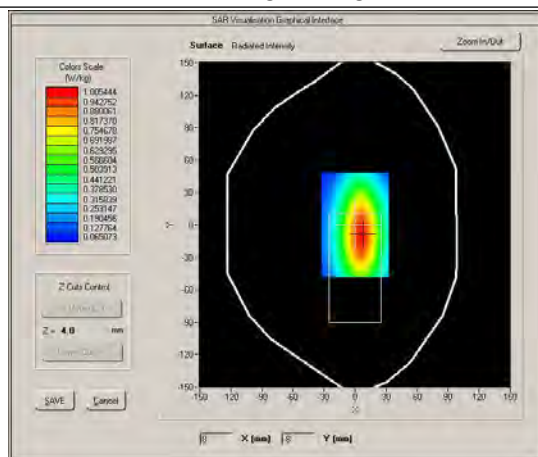 SAR Visualisation Graphical Interface
Surface Radiated Intensity
Zoom In/Out
Colors Scale
(W/kg)
1.005444
0.942752
0.880061
0.817370
0.754678
0.691987
0.629295
0.566604
0.503913
0.441221
0.378530
0.315839
0.253147
0.190456
0.127764
0.065073
150
120
90
60
30
0
-30
-60
-90
-120
-150
Y
-150 -120 -90 -60 -30 0 30 60 90 120 150
X
Z Cuts Control
Z = 4.0 mm
SAVE
Cancel
X (mm)
-8 Y (mm)